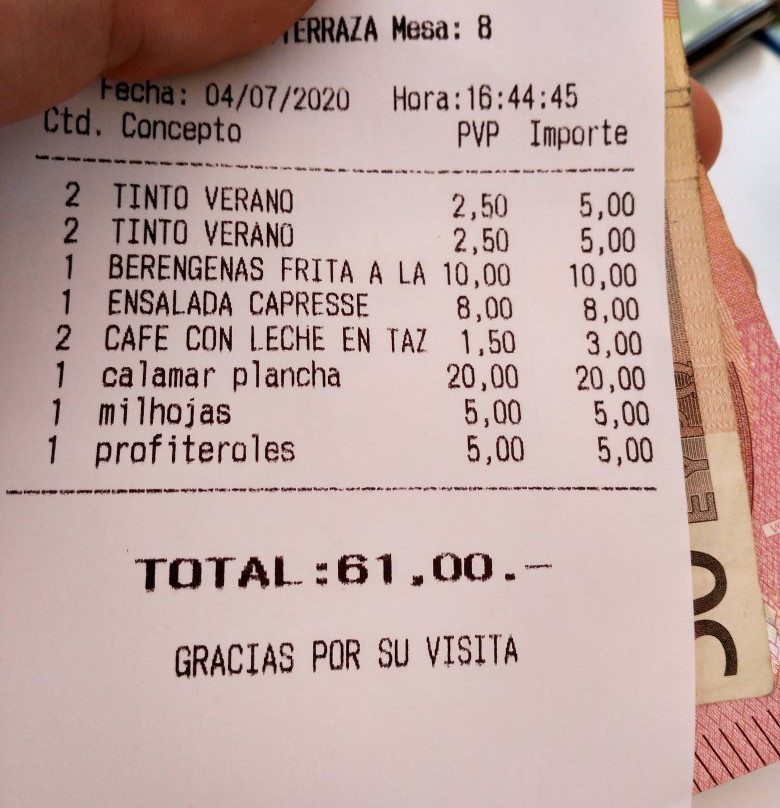 TERRAZA Mesa: 8
Fecha: 04/07/2020 Hora:16:44:45
Ctd. Concepto PVP Importe
2 TINTO VERANO 2,50 5,00
2 TINTO VERANO 2,50 5,00
1 BERENGENAS FRITA A LA 10,00 10,00
1 ENSALADA CAPRESSE 8,00 8,00
2 CAFE CON LECHE EN TAZ 1,50 3,00
1 calamar plancha 20,00 20,00
1 milhojas 5,00 5,00
1 profiteroles 5,00 5,00
TOTAL:61,00.-
GRACIAS POR SU VISITA